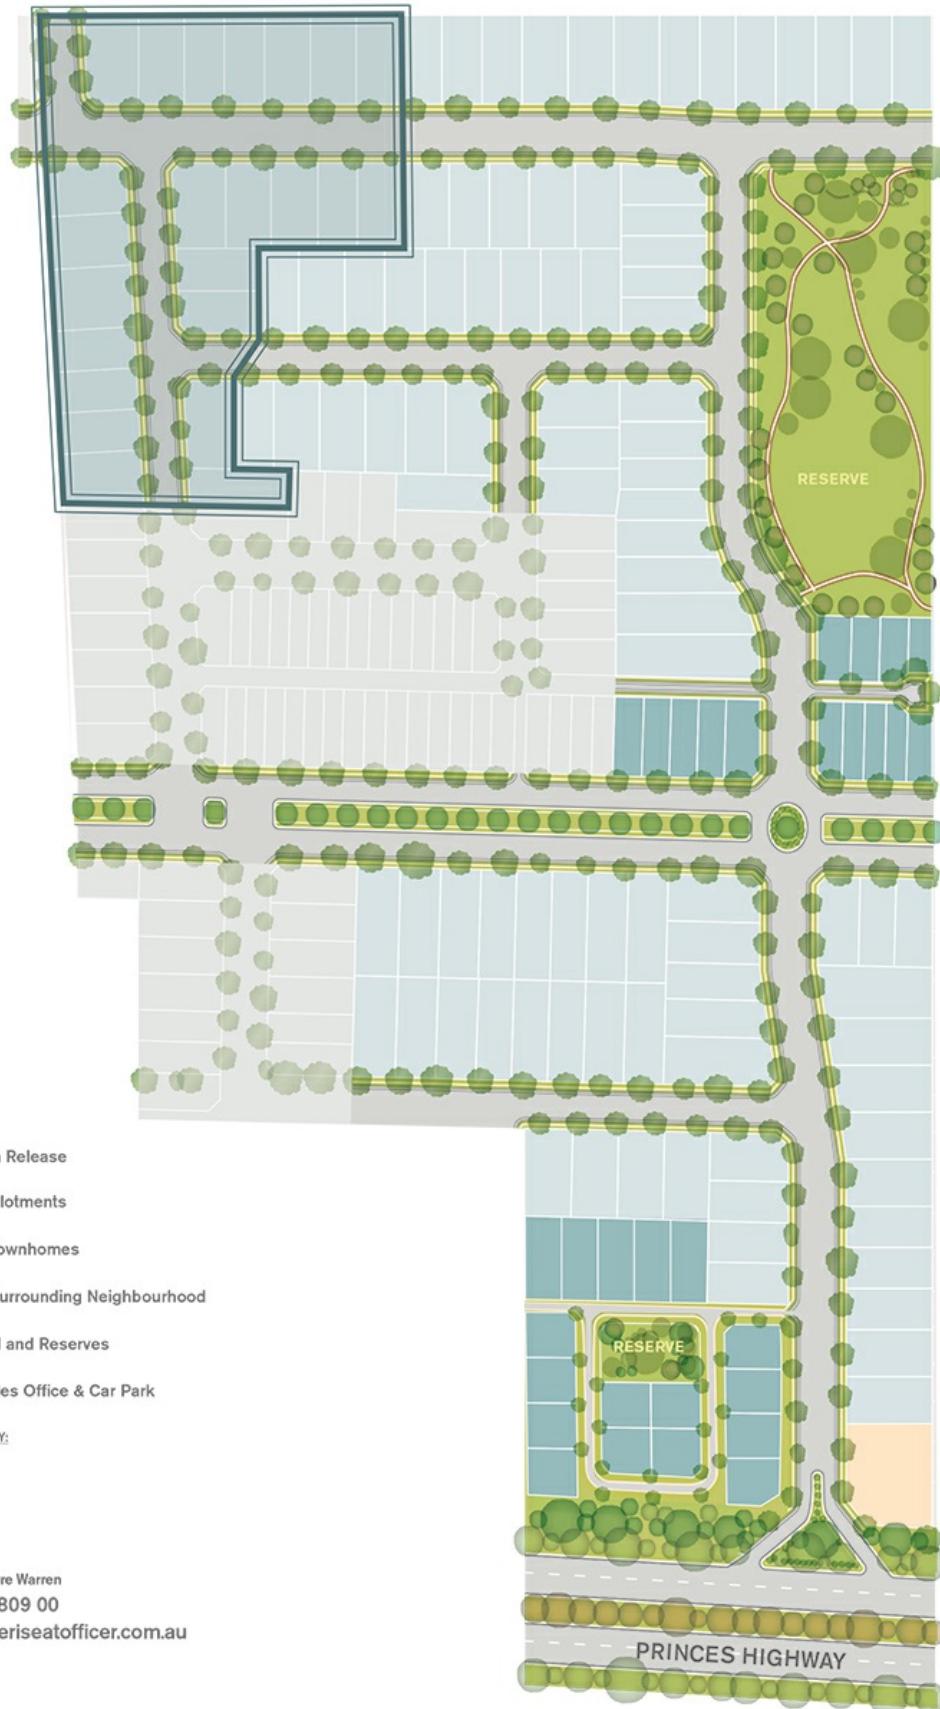 RESERVE
Release
lotments
ownhomes
urrounding Neighbourhood
and Reserves
es Office & Car Park
Y:
RESERVE
re Warren
809 00
eriseatofficer.com.au
PRINCES HIGHWAY